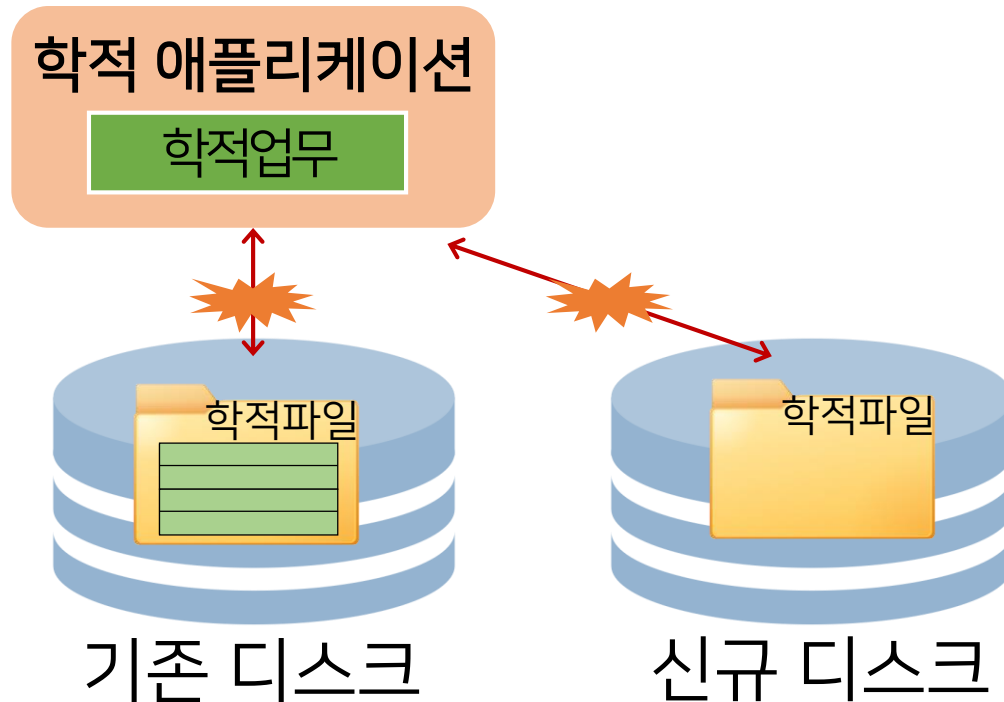 학적 애플리케이션
학적업무
학적파일
학적파일
기존 디스크
신규 디스크